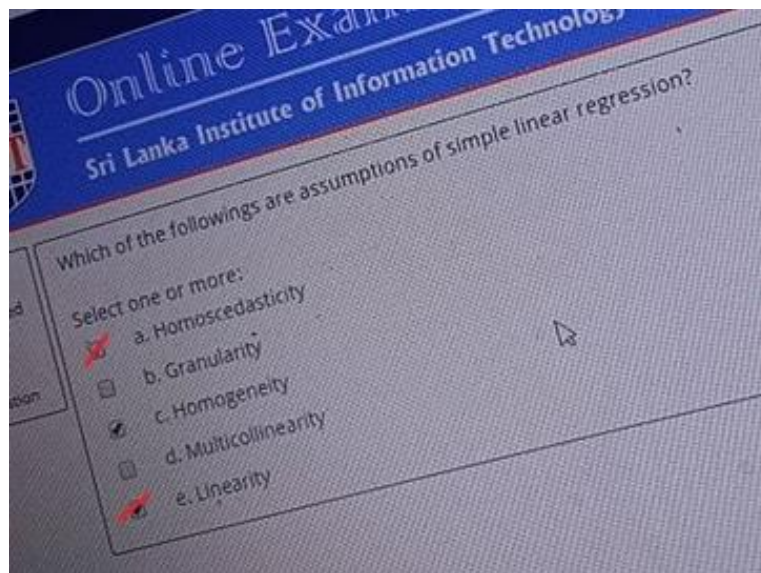 Online Exam
Sri Lanka Institute of Information Technology
Which of the followings are assumptions of simple linear regression?
Select one or more:
a. Homoscedasticity
b. Granularity
c. Homogeneity
d. Multicollinearity
e. Linearity